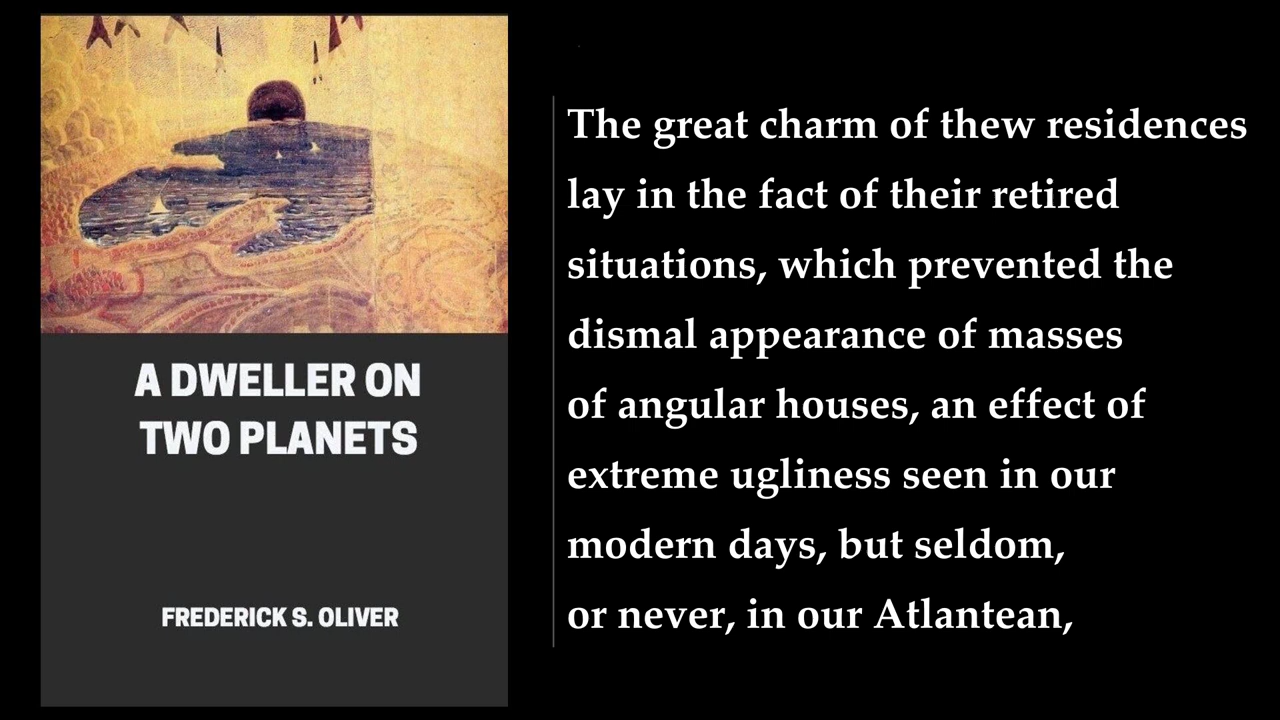 A DWELLER ON
TWO PLANETS
FREDERICK S. OLIVER
The great charm of thew residences
lay in the fact of their retired
situations, which prevented the
dismal appearance of masses
of angular houses, an effect of
extreme ugliness seen in our
modern days, but seldom,
or never, in our Atlantean,